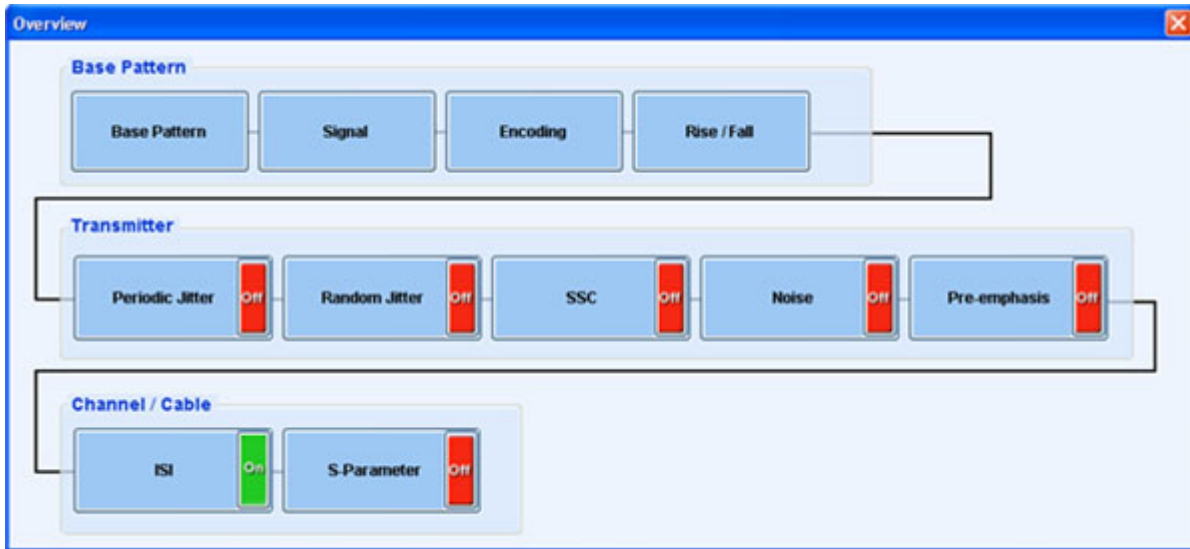 Overview
Base Pattern
Base Pattern Signal Encoding Rise / Fall
Transmitter
Periodic Jitter Off Random Jitter Off SSC Off Noise Off Pre-emphasis Off
Channel / Cable
ISI On S-Parameter Off